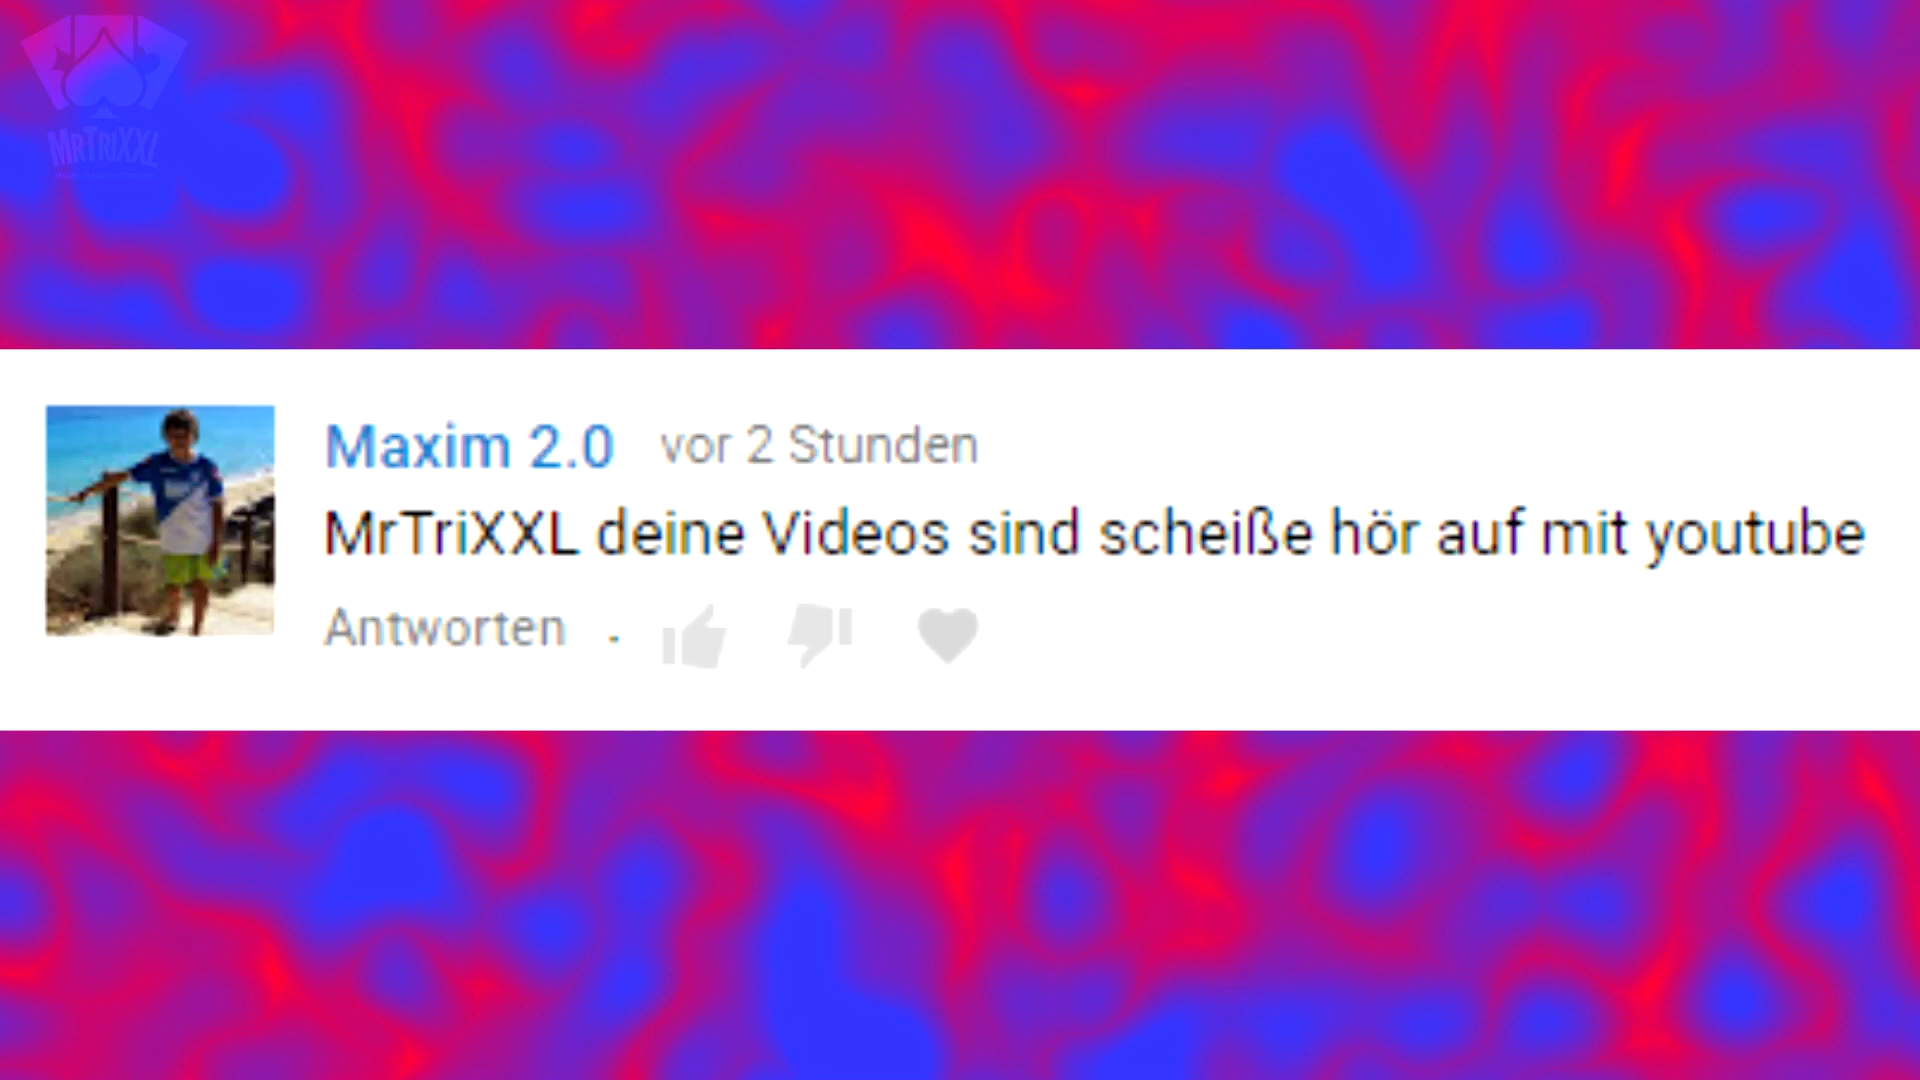 MrTriXXL
Maxim 2.0 vor 2 Stunden
MrTriXXL deine Videos sind scheiße hör auf mit youtube
Antworten .